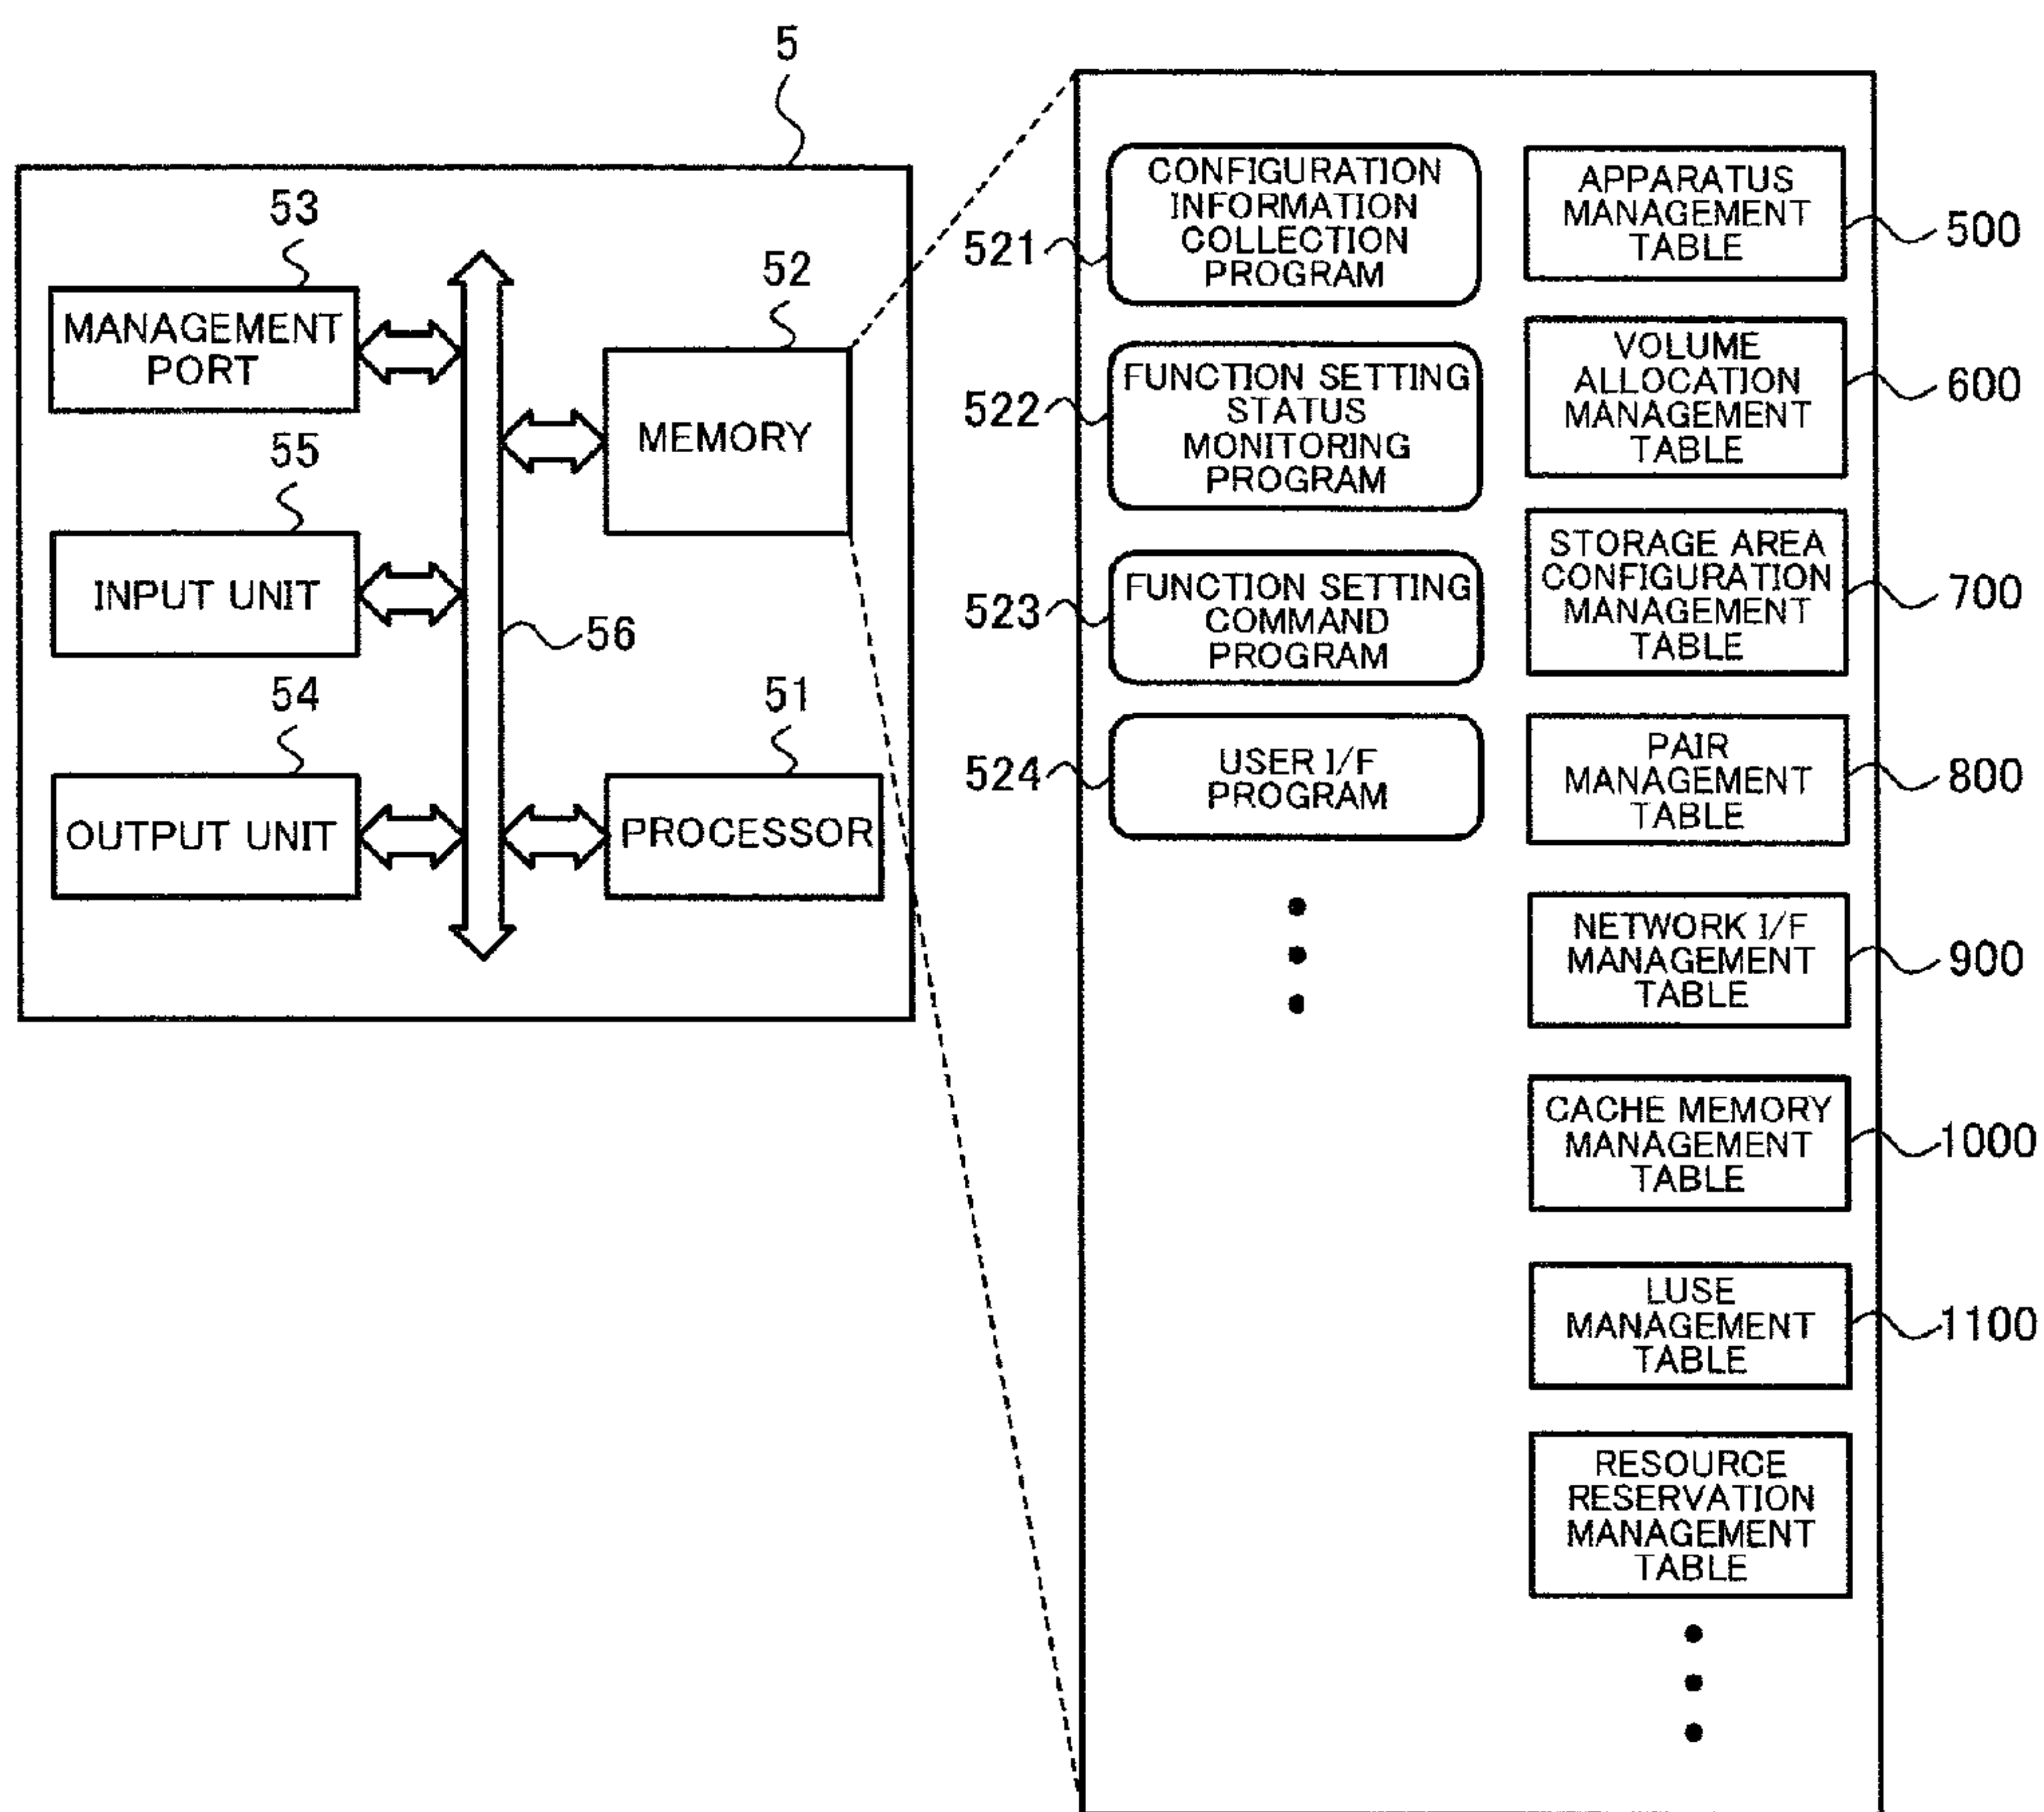 5
53
MANAGEMENT
PORT
52
MEMORY
55
INPUT UNIT
56
54
OUTPUT UNIT
51
PROCESSOR
521
CONFIGURATION
INFORMATION
COLLECTION
PROGRAM
522
FUNCTION SETTING
STATUS
MONITORING
PROGRAM
523
FUNCTION SETTING
COMMAND
PROGRAM
524
USER I/F
PROGRAM
APPARATUS
MANAGEMENT
TABLE
500
VOLUME
ALLOCATION
MANAGEMENT
TABLE
600
STORAGE AREA
CONFIGURATION
MANAGEMENT
TABLE
700
PAIR
MANAGEMENT
TABLE
800
NETWORK I/F
MANAGEMENT
TABLE
900
CACHE MEMORY
MANAGEMENT
TABLE
1000
LUSE
MANAGEMENT
TABLE
1100
RESOURCE
RESERVATION
MANAGEMENT
TABLE